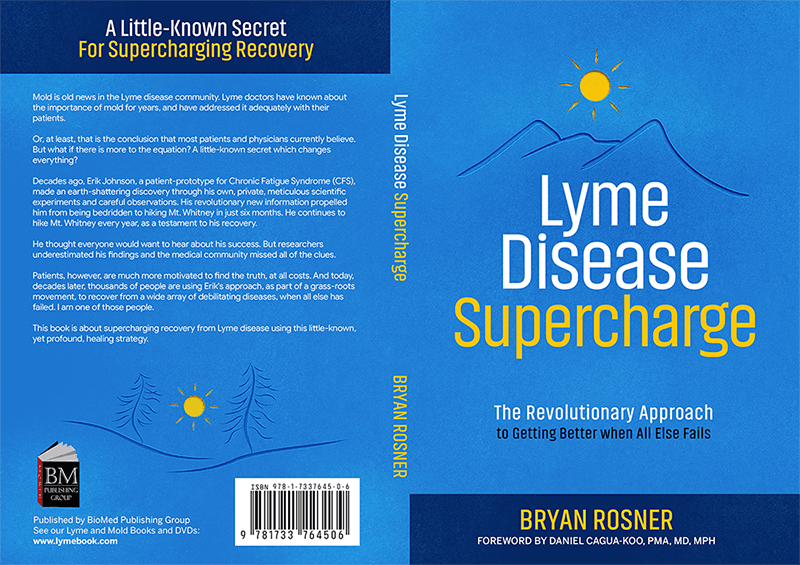 A Little-Known Secret
For Supercharging Recovery
Mold is old news in the Lyme disease community. Lyme doctors have known about
the importance of mold for years, and have addressed it adequately with their
patients.
Or, at least, that is the conclusion that most patients and physicians currently believe.
But what if there is more to the equation? A little-known secret which changes
everything?
Decades ago, Erik Johnson, a patient-prototype for Chronic Fatigue Syndrome (CFS),
made an earth-shattering discovery through his own, private, meticulous scientific
experiments and careful observations. His revolutionary new information propelled
him from being bedridden to hiking Mt. Whitney in just six months. He continues to
hike Mt. Whitney every year, as a testament to his recovery.
He thought everyone would want to hear about his success. But researchers
underestimated his findings and the medical community missed all of the clues.
Patients, however, are much more motivated to find the truth, at all costs. And today,
decades later, thousands of people are using Erik's approach, as part of a grass-roots
movement, to recover from a wide array of debilitating diseases, when all else has
failed. I am one of those people.
This book is about supercharging recovery from Lyme disease using this little-known,
yet profound, healing strategy.
BM
PUBLISHING
GROUP
Published by BioMed Publishing Group
See our Lyme and Mold Books and DVDs:
www.lymebook.com
ISBN 978-1-7337645-0-6
9 781733 764506
Lyme Disease Supercharge
BRYAN ROSNER
Lyme
Disease
Supercharge
The Revolutionary Approach
to Getting Better when All Else Fails
BRYAN ROSNER
FOREWORD BY DANIEL CAGUA-KOO, PMA, MD, MPH